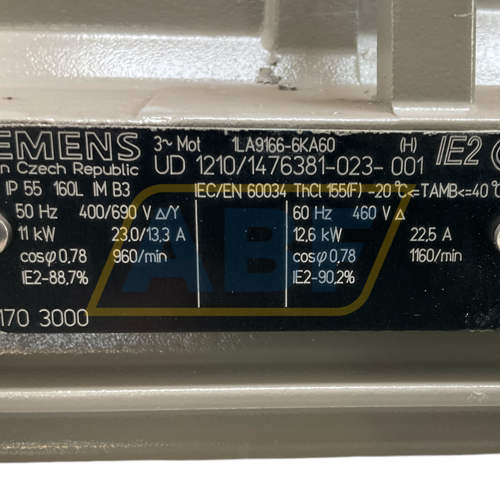 EMENS 3~ Mot 1LA9166-6KA60 (H) IE2
n Czech Republic UD 1210/1476381-023-001
IP 55 160L IM B3 IEC/EN 60034 ThCl 155(F) -20°C<=TAMB<=40°C
50 Hz 400/690 V Δ/Y 60 Hz 460 V Δ
11 kW 23,0/13,3 A 12,6 kW 22,5 A
cosφ 0,78 960/min cosφ 0,78 1160/min
IE2-88,7% IE2-90,2%
170 3000
ABF